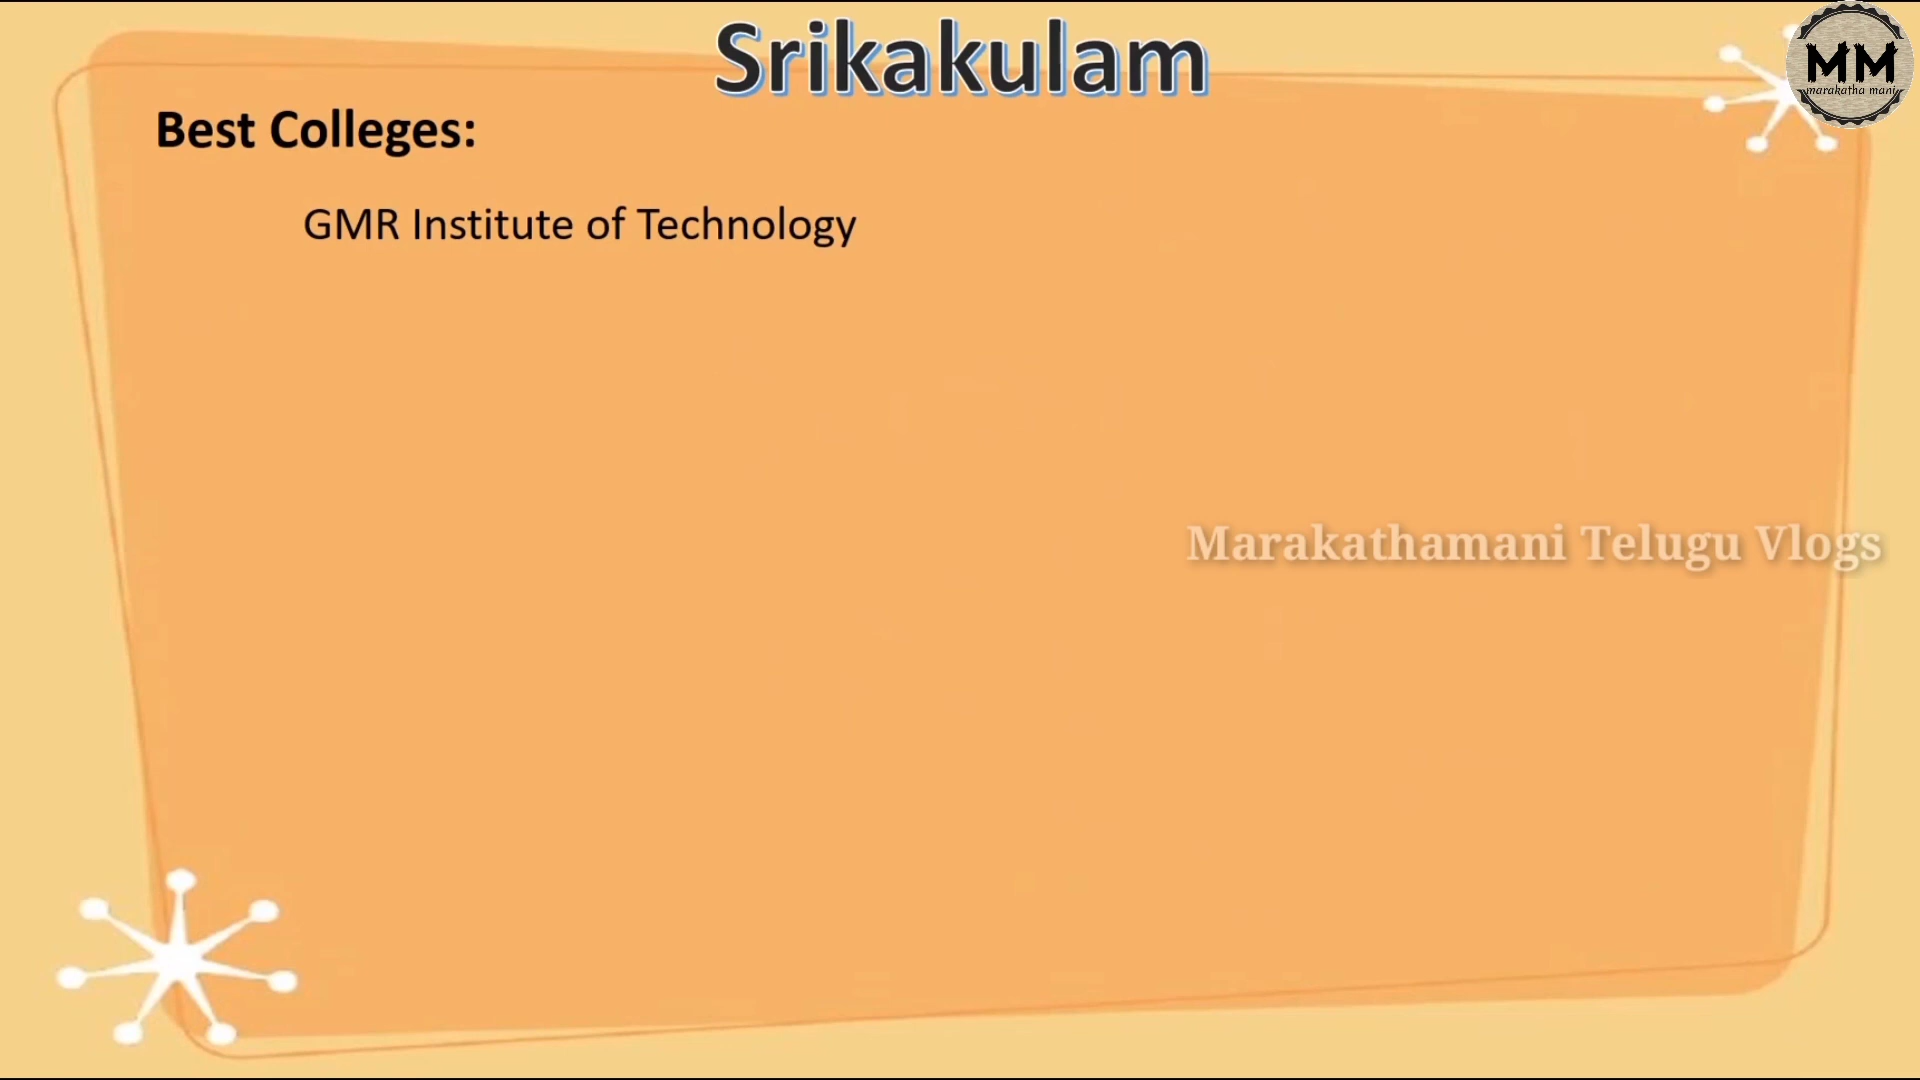 Srikakulam
MM
marakatha mani
Best Colleges:
GMR Institute of Technology
Marakathamani Telugu Vlogs